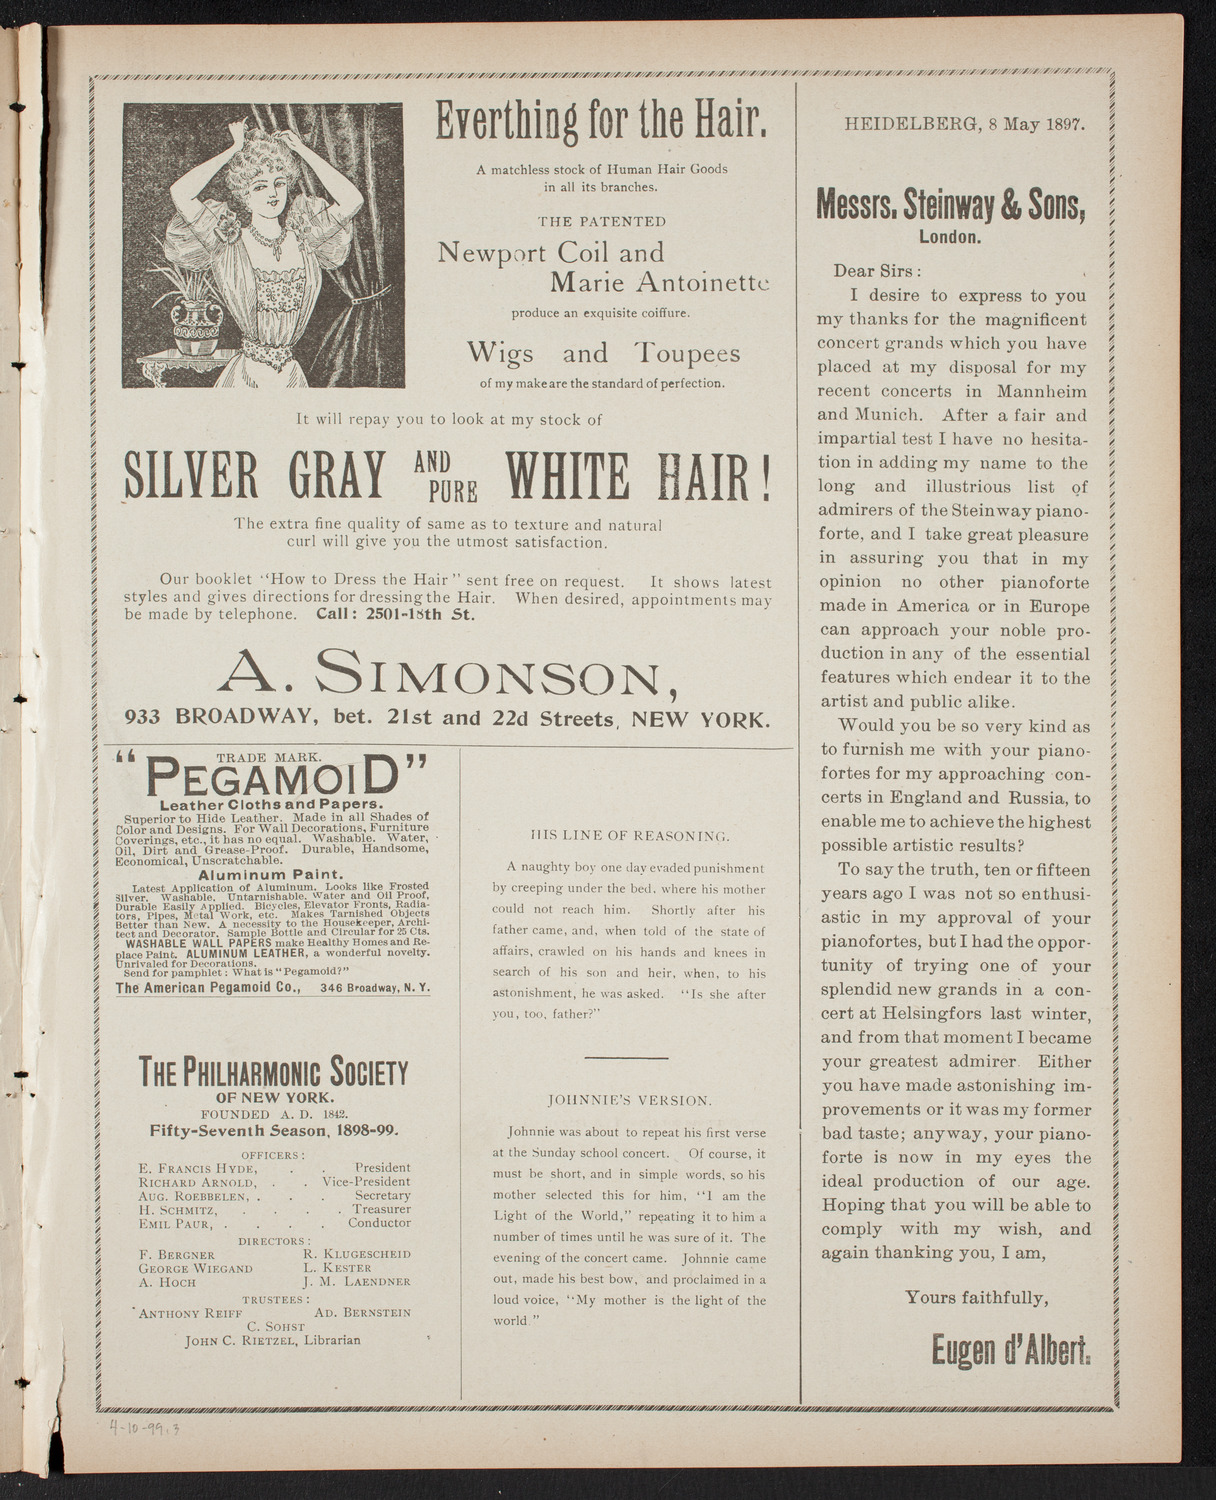 Everthing for the Hair.
A matchless stock of Human Hair Goods
in all its branches.
THE PATENTED
Newport Coil and
Marie Antoinette
produce an exquisite coiffure.
Wigs and Toupees
of my make are the standard of perfection.
It will repay you to look at my stock of
SILVER GRAY AND PURE WHITE HAIR!
The extra fine quality of same as to texture and natural
curl will give you the utmost satisfaction.
Our booklet "How to Dress the Hair" sent free on request. It shows latest
styles and gives directions for dressing the Hair. When desired, appointments may
be made by telephone. Call: 2501-18th St.
A. SIMONSON,
933 BROADWAY, bet. 21st and 22d Streets, NEW YORK.
TRADE MARK.
"PEGAMOID"
Leather Cloths and Papers.
Superior to Hide Leather. Made in all Shades of
Color and Designs. For Wall Decorations, Furniture
Coverings, etc., it has no equal. Washable. Water,
Oil, Dirt and Grease-Proof. Durable, Handsome,
Economical, Unscratchable.
Aluminum Paint.
Latest Application of Aluminum. Looks like Frosted
Silver. Washable. Untarnishable. Water and Oil Proof,
Durable Easily Applied. Bicycles, Elevator Fronts, Radia-
tors, Pipes, Metal Work, etc. Makes Tarnished Objects
Better than New. A necessity to the Housekeeper, Archi-
tect and Decorator. Sample Bottle and Circular for 25 Cts.
WASHABLE WALL PAPERS make Healthy Homes and Re-
place Paint. ALUMINUM LEATHER, a wonderful novelty.
Unrivaled for Decorations.
Send for pamphlet: What is "Pegamoid?"
The American Pegamoid Co., 346 Broadway, N. Y.
THE PHILHARMONIC SOCIETY
OF NEW YORK.
FOUNDED A. D. 1842.
Fifty-Seventh Season, 1898-99.
OFFICERS:
E. FRANCIS HYDE, . . President
RICHARD ARNOLD, . . Vice-President
AUG. ROEBBELEN, . . . Secretary
H. SCHMITZ, . . . . Treasurer
EMIL PAUR, . . . . Conductor
DIRECTORS:
F. BERGNER R. KLUGESCHEID
GEORGE WIEGAND L. KESTER
A. HOCH J. M. LAENDNER
TRUSTEES:
ANTHONY REIFF AD. BERNSTEIN
C. SOHST
JOHN C. RIETZEL, Librarian
HIS LINE OF REASONING.
A naughty boy one day evaded punishment
by creeping under the bed, where his mother
could not reach him. Shortly after his
father came, and, when told of the state of
affairs, crawled on his hands and knees in
search of his son and heir, when, to his
astonishment, he was asked. "Is she after
you, too, father?"
JOHNNIE'S VERSION.
Johnnie was about to repeat his first verse
at the Sunday school concert. Of course, it
must be short, and in simple words, so his
mother selected this for him, "I am the
Light of the World," repeating it to him a
number of times until he was sure of it. The
evening of the concert came. Johnnie came
out, made his best bow, and proclaimed in a
loud voice, "My mother is the light of the
world."
HEIDELBERG, 8 May 1897.
Messrs. Steinway & Sons,
London.
Dear Sirs:
I desire to express to you
my thanks for the magnificent
concert grands which you have
placed at my disposal for my
recent concerts in Mannheim
and Munich. After a fair and
impartial test I have no hesita-
tion in adding my name to the
long and illustrious list of
admirers of the Steinway piano-
forte, and I take great pleasure
in assuring you that in my
opinion no other pianoforte
made in America or in Europe
can approach your noble pro-
duction in any of the essential
features which endear it to the
artist and public alike.
Would you be so very kind as
to furnish me with your piano-
fortes for my approaching con-
certs in England and Russia, to
enable me to achieve the highest
possible artistic results?
To say the truth, ten or fifteen
years ago I was not so enthusi-
astic in my approval of your
pianofortes, but I had the oppor-
tunity of trying one of your
splendid new grands in a con-
cert at Helsingfors last winter,
and from that moment I became
your greatest admirer. Either
you have made astonishing im-
provements or it was my former
bad taste; anyway, your piano-
forte is now in my eyes the
ideal production of our age.
Hoping that you will be able to
comply with my wish, and
again thanking you, I am,
Yours faithfully,
Eugen d'Albert.
4-10-99.3